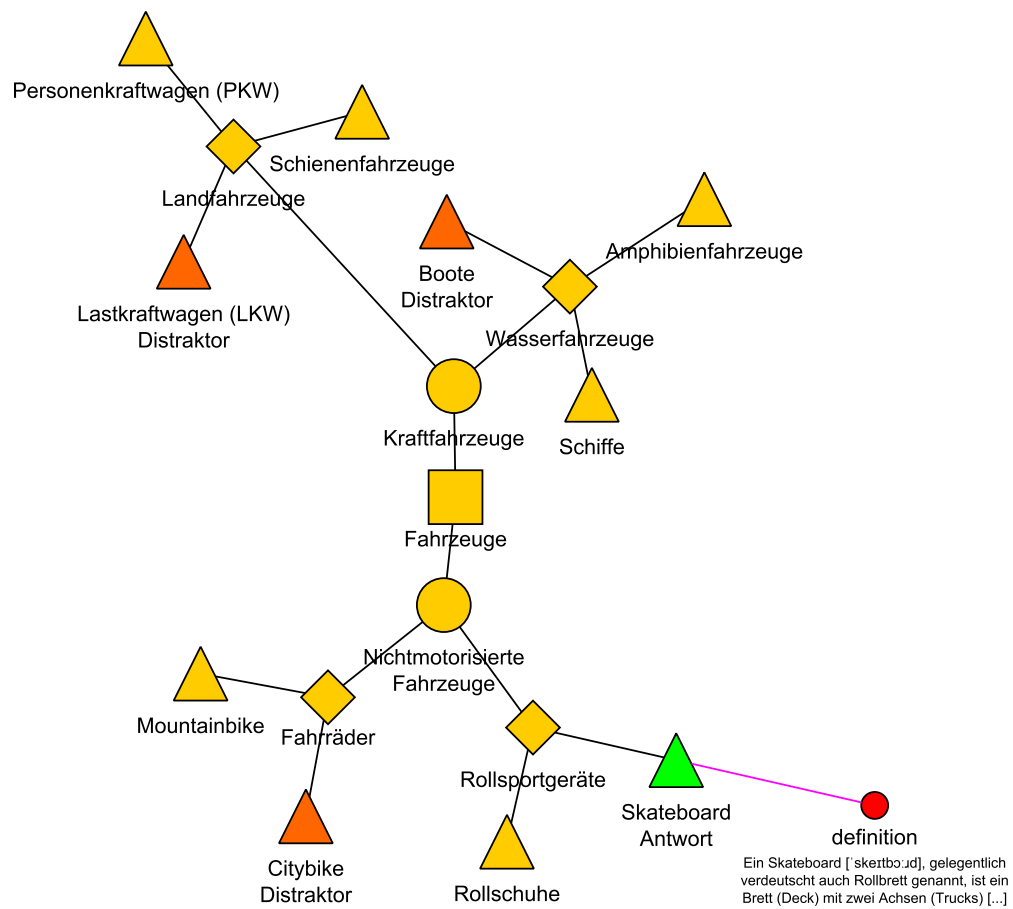 Personenkraftwagen (PKW)
Schienenfahrzeuge
Landfahrzeuge
Amphibienfahrzeuge
Boote
Distraktor
Lastkraftwagen (LKW)
Distraktor
Wasserfahrzeuge
Kraftfahrzeuge
Schiffe
Fahrzeuge
Nichtmotorisierte
Fahrzeuge
Mountainbike
Fahrräder
Rollsportgeräte
Skateboard
Antwort
definition
Ein Skateboard [ˈskeɪtbɔːɹd], gelegentlich
verdeutscht auch Rollbrett genannt, ist ein
Brett (Deck) mit zwei Achsen (Trucks) [...]
Citybike
Distraktor
Rollschuhe